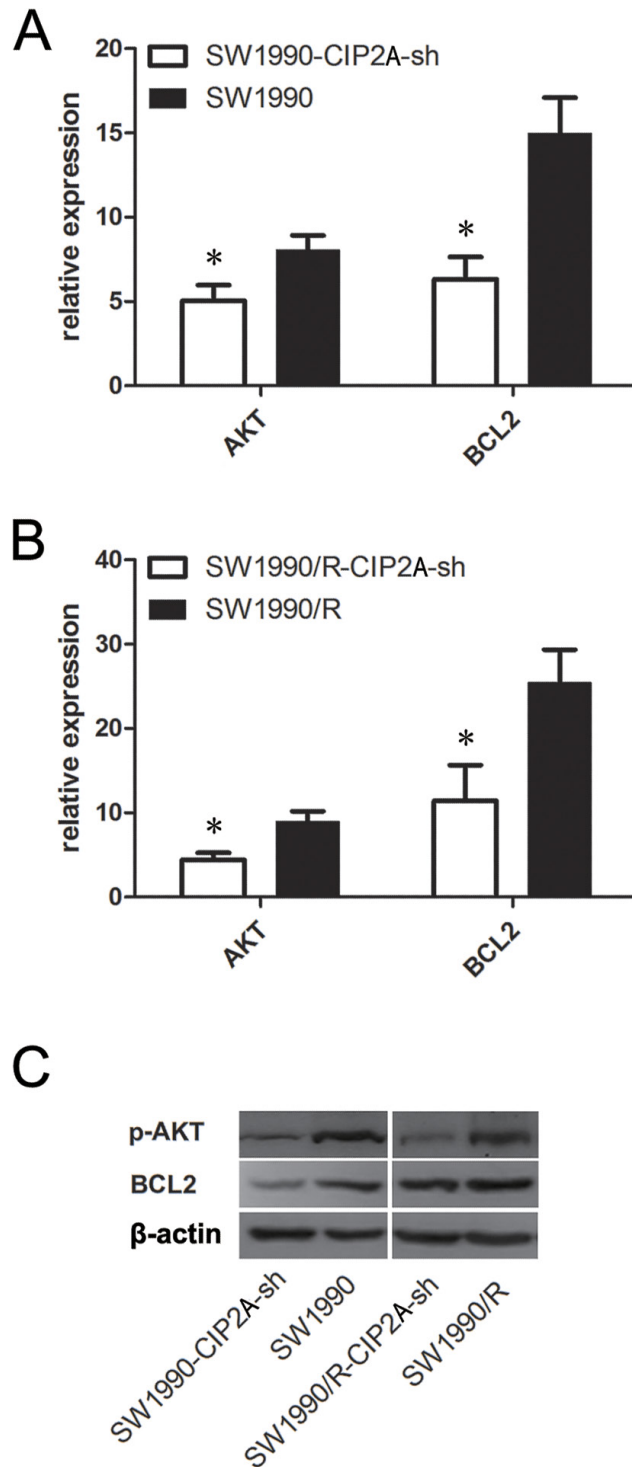 A
20
15
10
5
0
relative expression
SW1990-CIP2A-sh
SW1990
*
*
AKT
BCL2
B
40
30
20
10
0
relative expression
SW1990/R-CIP2A-sh
SW1990/R
*
*
AKT
BCL2
C
p-AKT
BCL2
β-actin
SW1990-CIP2A-sh
SW1990
SW1990/R-CIP2A-sh
SW1990/R